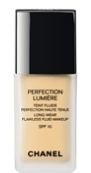 PERFECTION
LUMIÈRE
TEINT FLUIDE
PERFECTION HAUTE TENUE
LONG-WEAR
FLAWLESS FLUID MAKEUP
SPF 10
CHANEL